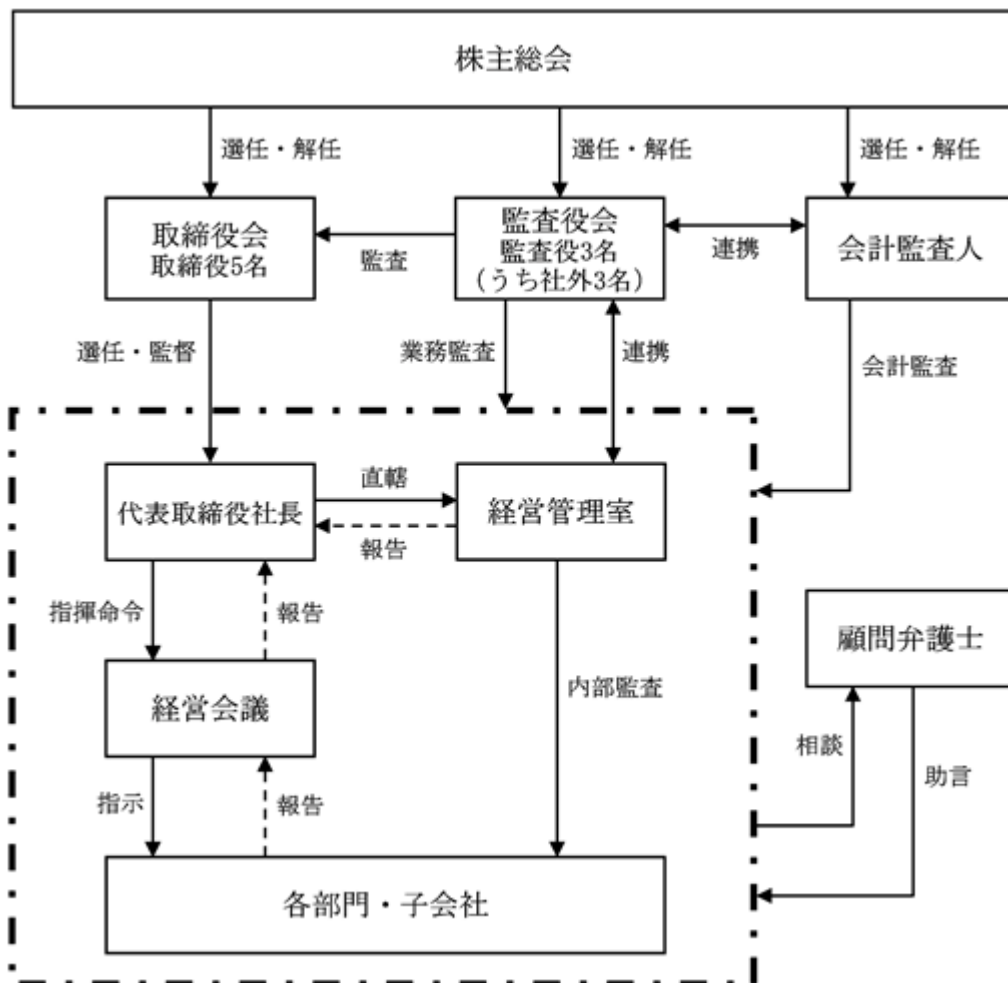 株主総会
選任・解任
選任・解任
選任・解任
取締役会
取締役5名
監査
監査役会
監査役3名
(うち社外3名)
連携
会計監査人
選任・監督
業務監査
連携
会計監査
代表取締役社長
直轄
報告
経営管理室
指揮命令
報告
顧問弁護士
経営会議
内部監査
相談
助言
指示
報告
各部門・子会社